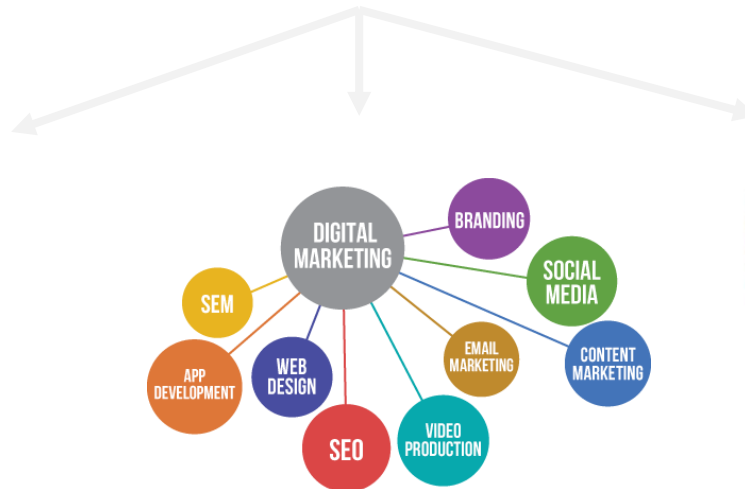 DIGITAL
MARKETING
BRANDING
SOCIAL
MEDIA
SEM
APP
DEVELOPMENT
WEB
DESIGN
EMAIL
MARKETING
CONTENT
MARKETING
SEO
VIDEO
PRODUCTION